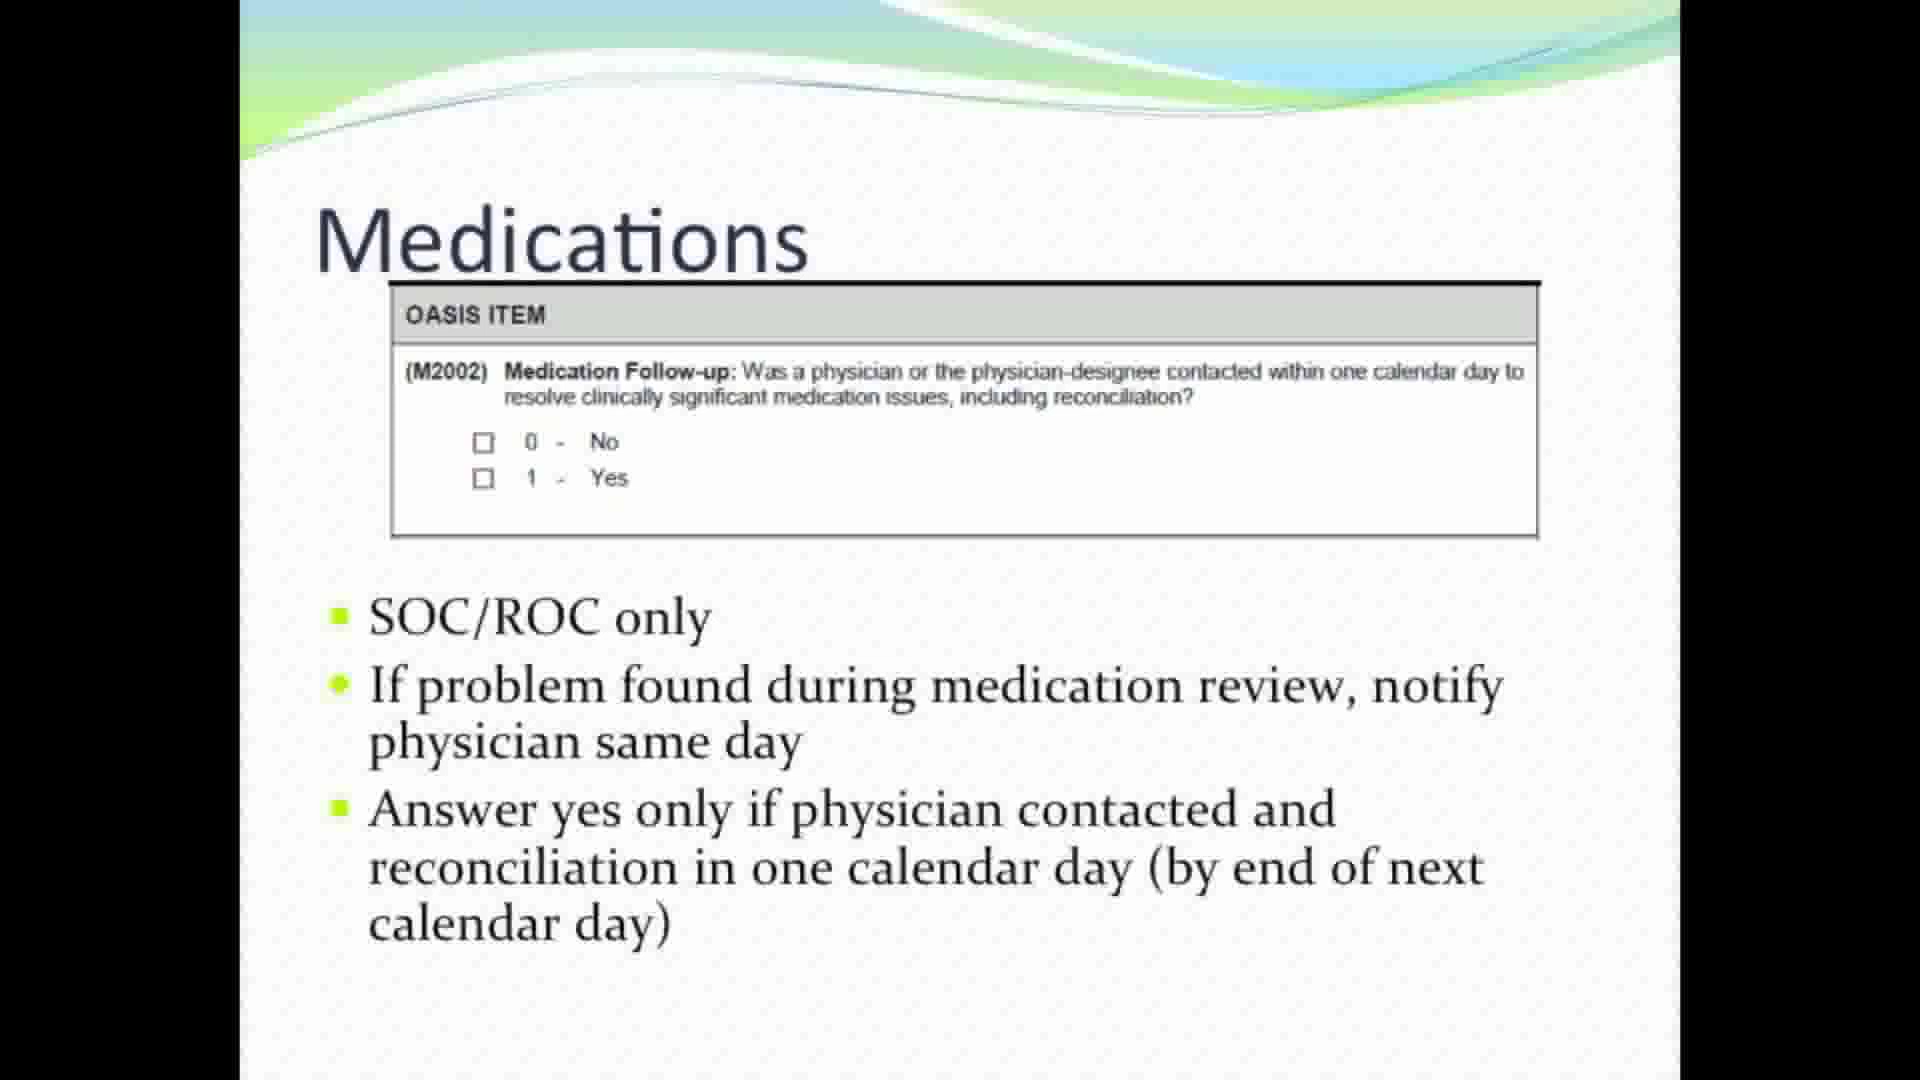 Medications
OASIS ITEM
(M2002) Medication Follow-up: Was a physician or the physician-designee contacted within one calendar day to
resolve clinically significant medication issues, including reconciliation?
0 - No
1 - Yes
SOC/ROC only
If problem found during medication review, notify
physician same day
Answer yes only if physician contacted and
reconciliation in one calendar day (by end of next
calendar day)